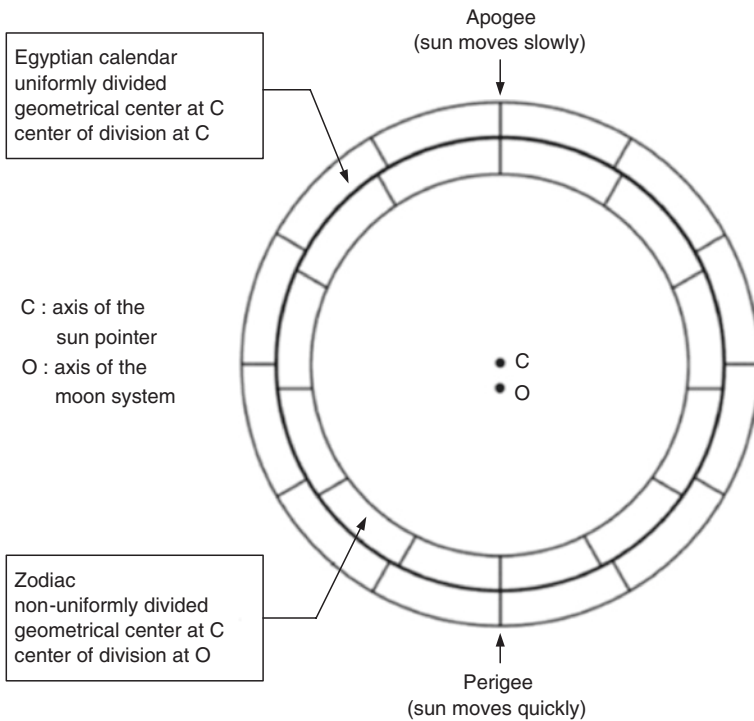 Apogee
(sun moves slowly)
Egyptian calendar
uniformly divided
geometrical center at C
center of division at C
C : axis of the
sun pointer
O : axis of the
moon system
C
O
Zodiac
non-uniformly divided
geometrical center at C
center of division at O
Perigee
(sun moves quickly)